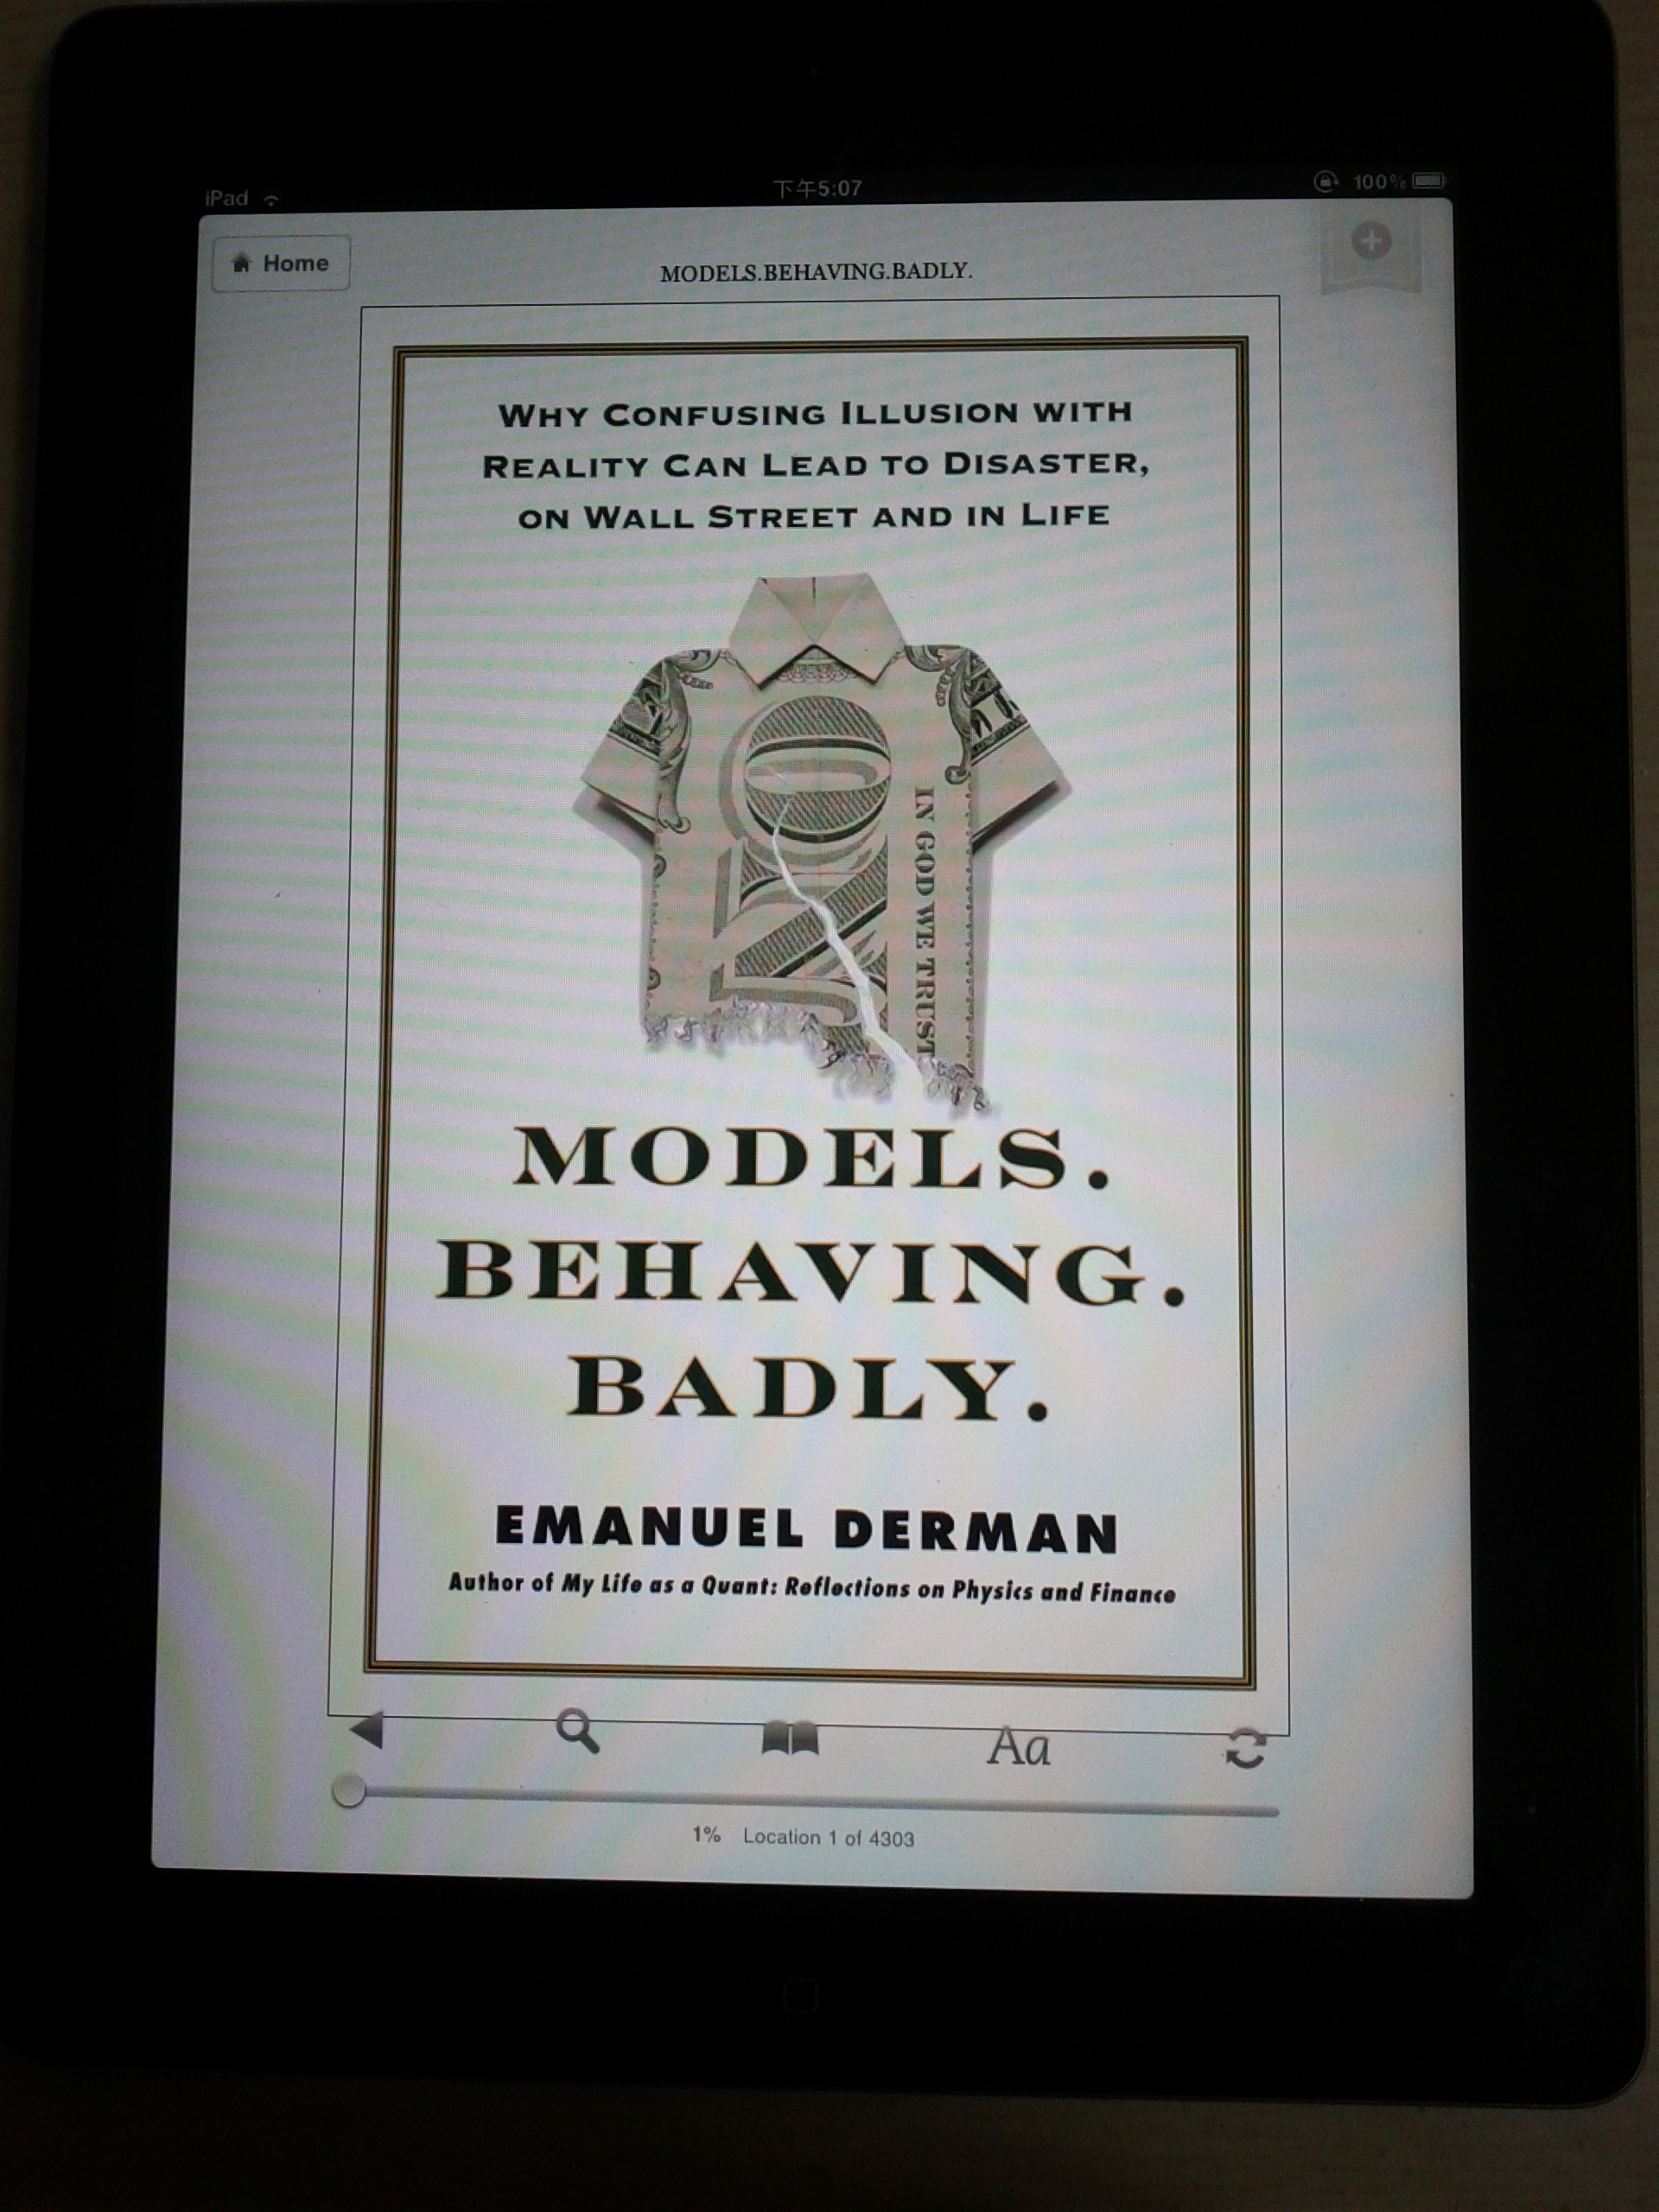 iPad
下午5:07
100%
Home
MODELS.BEHAVING.BADLY.
WHY CONFUSING ILLUSION WITH
REALITY CAN LEAD TO DISASTER,
ON WALL STREET AND IN LIFE
IN GOD WE TRUST
MODELS.
BEHAVING.
BADLY.
EMANUEL DERMAN
Author of My Life as a Quant: Reflections on Physics and Finance
Aa
1% Location 1 of 4303